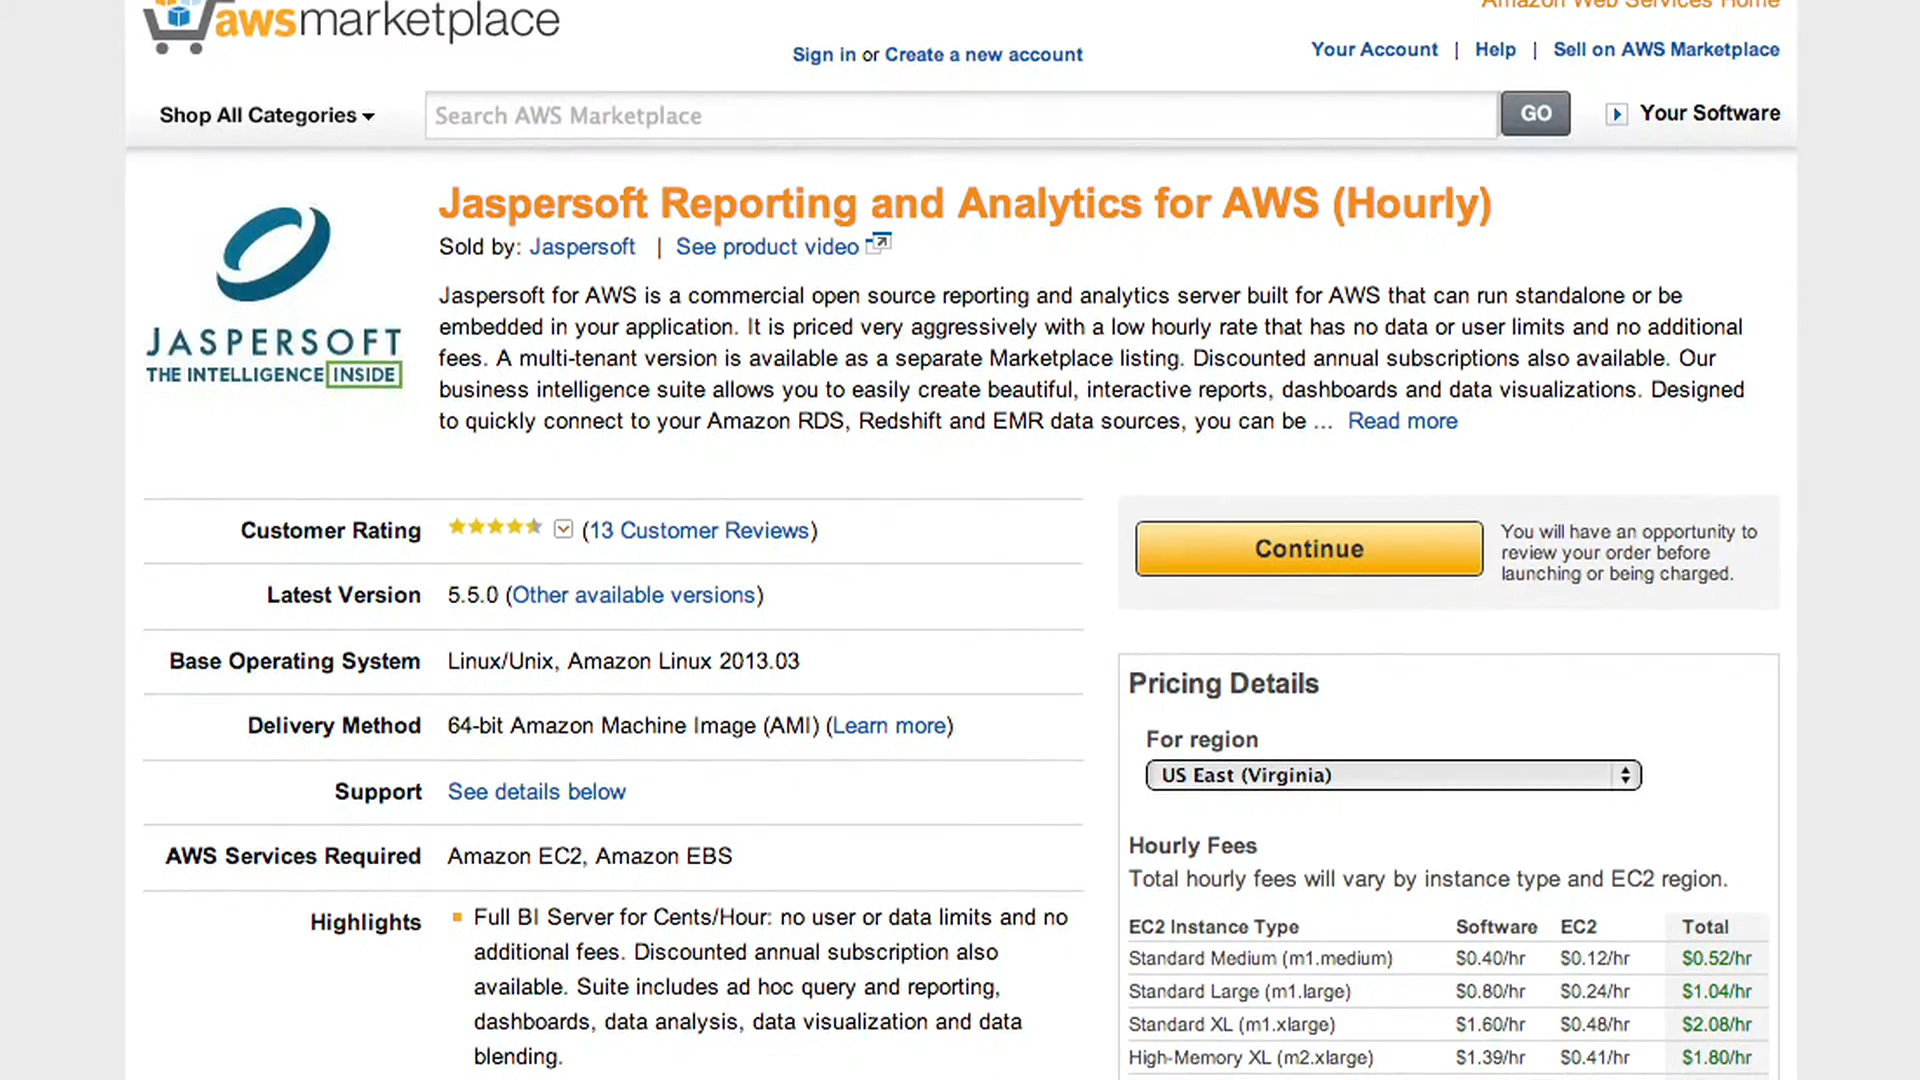 Amazon Web Services Home
awsmarketplace
Sign in or Create a new account
Your Account | Help | Sell on AWS Marketplace
Shop All Categories
Search AWS Marketplace
GO
Your Software
JASPERSOFT
THE INTELLIGENCE INSIDE
Jaspersoft Reporting and Analytics for AWS (Hourly)
Sold by: Jaspersoft | See product video
Jaspersoft for AWS is a commercial open source reporting and analytics server built for AWS that can run standalone or be
embedded in your application. It is priced very aggressively with a low hourly rate that has no data or user limits and no additional
fees. A multi-tenant version is available as a separate Marketplace listing. Discounted annual subscriptions also available. Our
business intelligence suite allows you to easily create beautiful, interactive reports, dashboards and data visualizations. Designed
to quickly connect to your Amazon RDS, Redshift and EMR data sources, you can be ... Read more
Customer Rating (13 Customer Reviews)
Latest Version 5.5.0 (Other available versions)
Base Operating System Linux/Unix, Amazon Linux 2013.03
Delivery Method 64-bit Amazon Machine Image (AMI) (Learn more)
Support See details below
AWS Services Required Amazon EC2, Amazon EBS
Highlights Full BI Server for Cents/Hour: no user or data limits and no
additional fees. Discounted annual subscription also
available. Suite includes ad hoc query and reporting,
dashboards, data analysis, data visualization and data
blending.
Continue
You will have an opportunity to
review your order before
launching or being charged.
Pricing Details
For region
US East (Virginia)
Hourly Fees
Total hourly fees will vary by instance type and EC2 region.
EC2 Instance Type Software EC2 Total
Standard Medium (m1.medium) $0.40/hr $0.12/hr $0.52/hr
Standard Large (m1.large) $0.80/hr $0.24/hr $1.04/hr
Standard XL (m1.xlarge) $1.60/hr $0.48/hr $2.08/hr
High-Memory XL (m2.xlarge) $1.39/hr $0.41/hr $1.80/hr